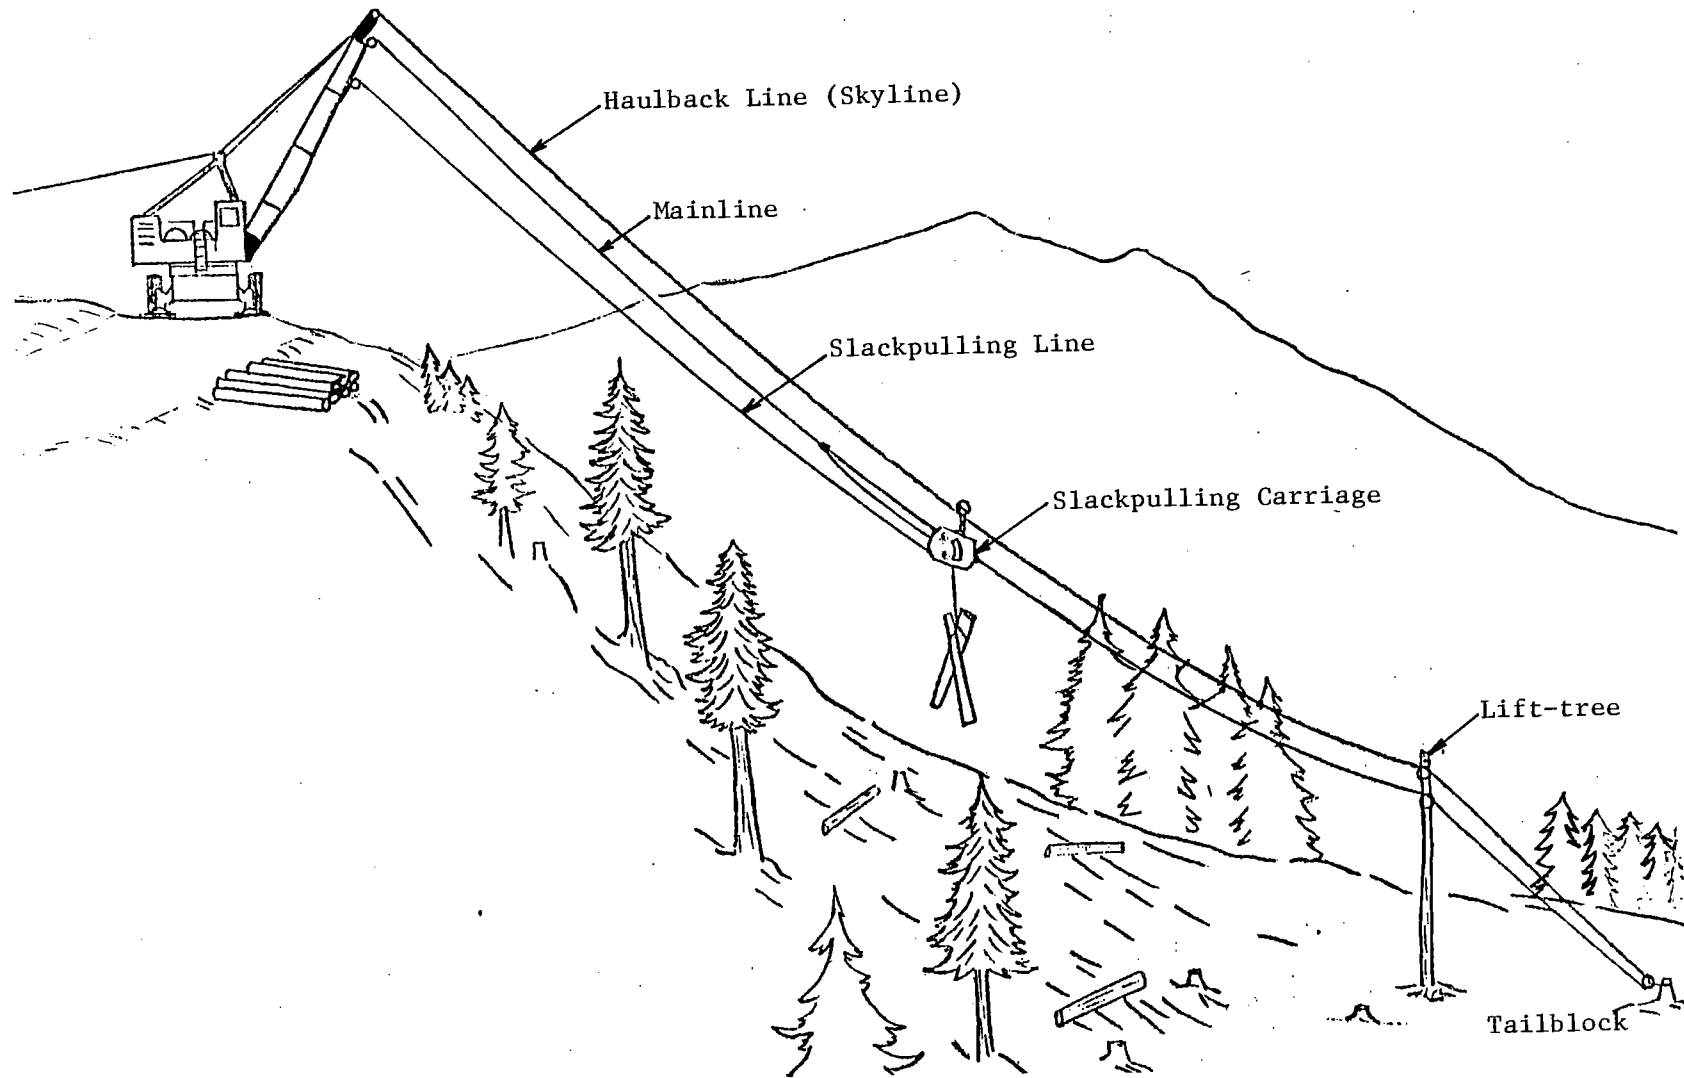 Haulback Line (Skyline)
Mainline
Slackpulling Line
Slackpulling Carriage
Lift-tree
Tailblock